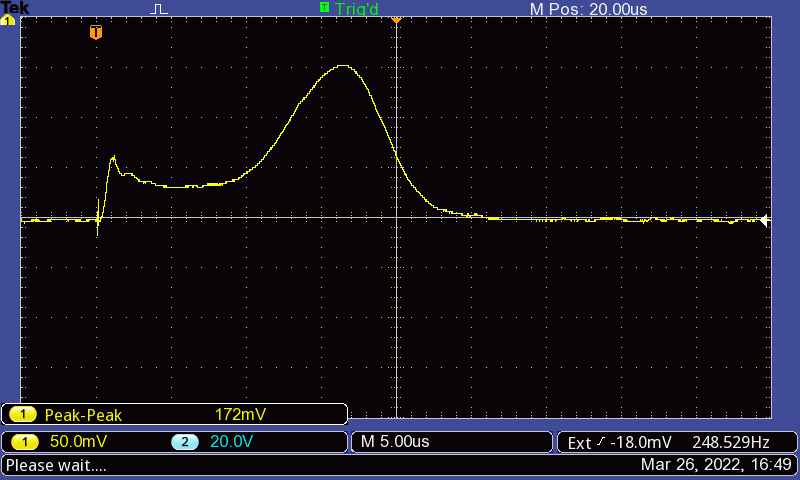 Tek T Trig'd M Pos: 20.00us
1
T
1 Peak-Peak 172mV
1 50.0mV 2 20.0V M 5.00us Ext -18.0mV 248.529Hz
Please wait.... Mar 26, 2022, 16:49